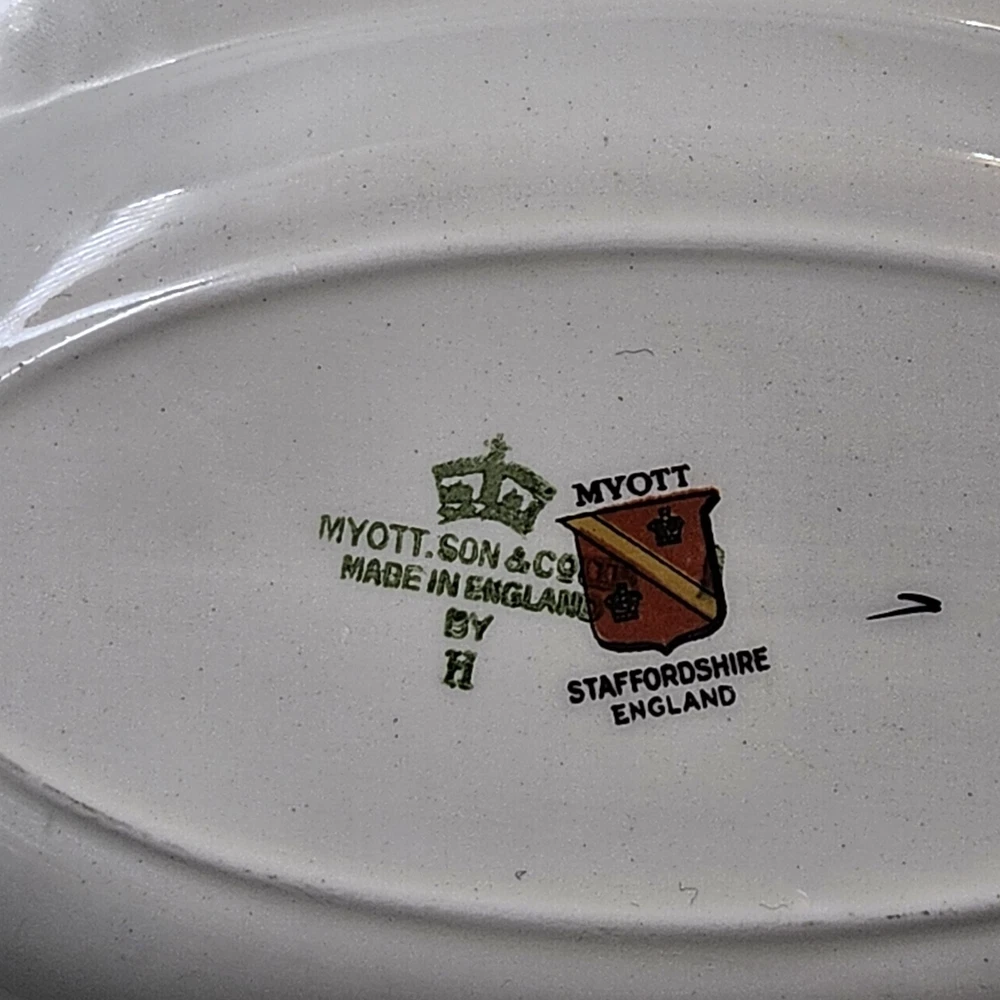 MYOTT. SON & CO
MADE IN ENGLAND
BY
H
MYOTT
STAFFORDSHIRE
ENGLAND